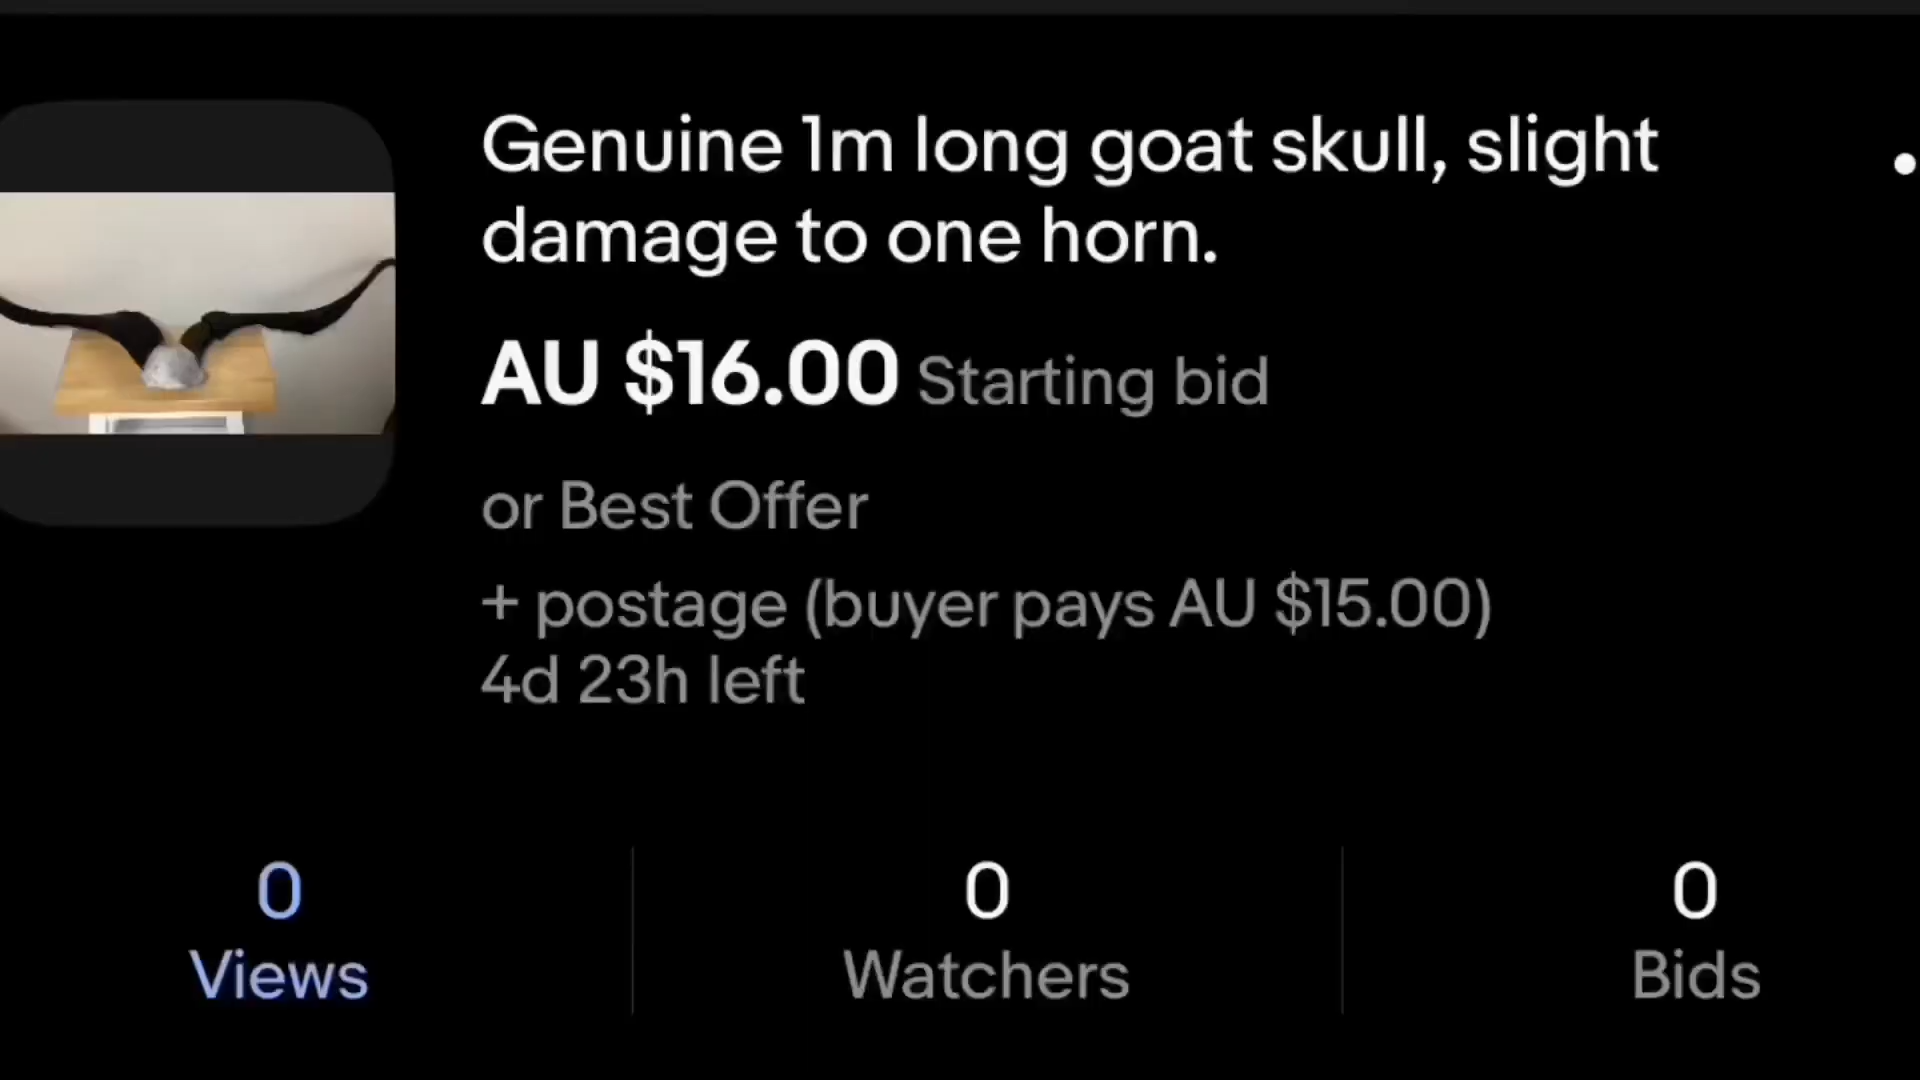 Genuine 1m long goat skull, slight
damage to one horn.
AU $16.00 Starting bid
or Best Offer
+ postage (buyer pays AU $15.00)
4d 23h left
0
Views
0
Watchers
0
Bids